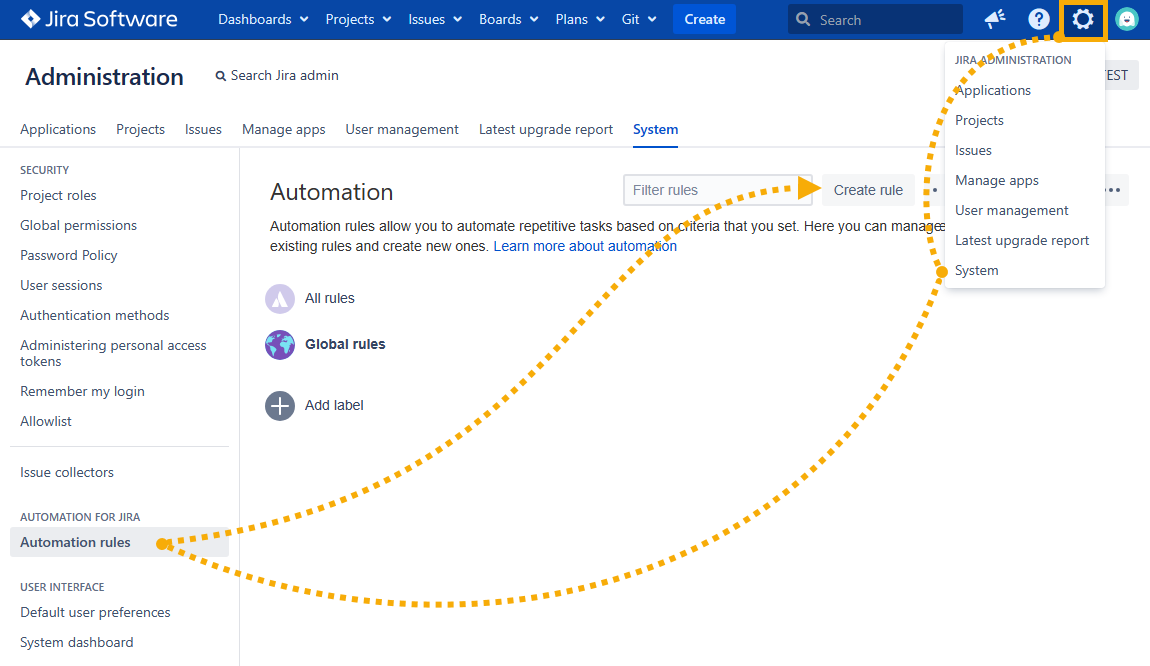 Jira Software
Dashboards Projects Issues Boards Plans Git Create Search
Administration
Search Jira admin
JIRA ADMINISTRATION
Applications
Projects
Issues
Manage apps
User management
Latest upgrade report
System
Applications Projects Issues Manage apps User management Latest upgrade report System
SECURITY
Project roles
Global permissions
Password Policy
User sessions
Authentication methods
Administering personal access
tokens
Remember my login
Allowlist
Issue collectors
AUTOMATION FOR JIRA
Automation rules
USER INTERFACE
Default user preferences
System dashboard
Automation
Filter rules
Create rule
Automation rules allow you to automate repetitive tasks based on criteria that you set. Here you can manage
existing rules and create new ones. Learn more about automation
All rules
Global rules
Add label